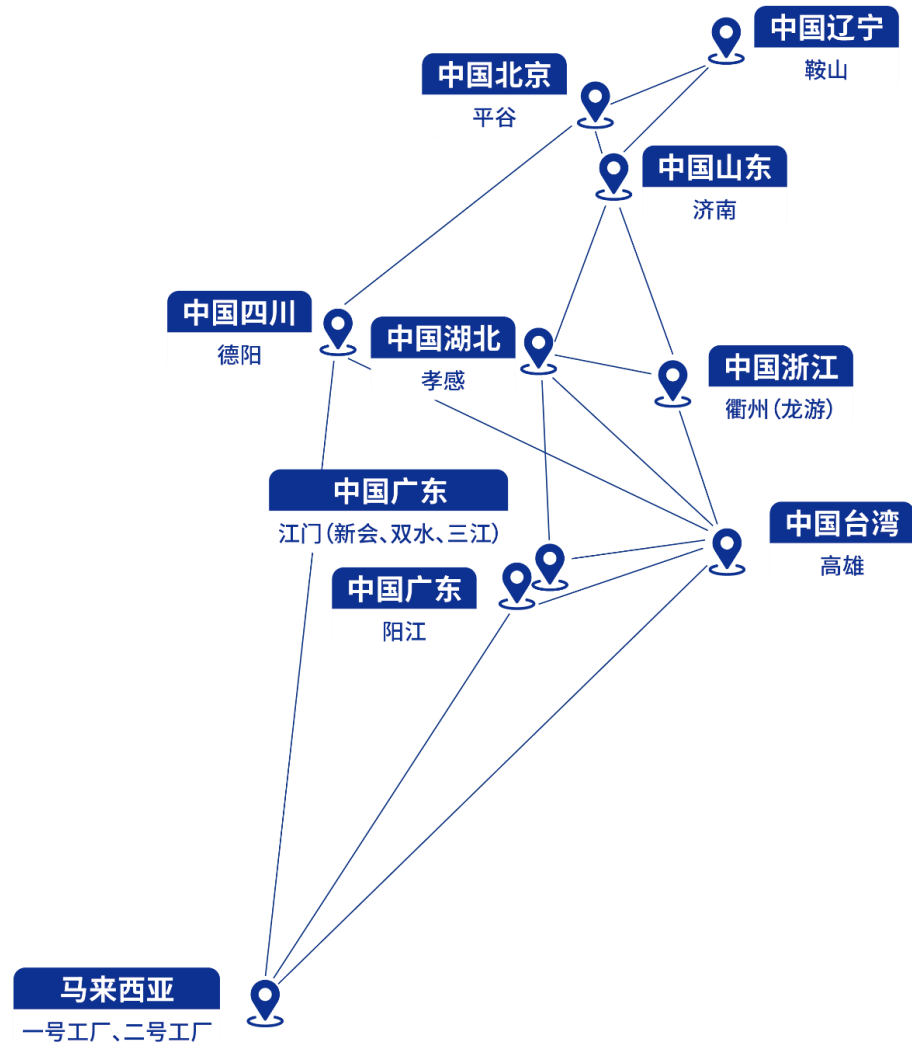 中国辽宁
鞍山
中国北京
平谷
中国山东
济南
中国四川
德阳
中国湖北
孝感
中国浙江
衢州(龙游)
中国广东
江门(新会、双水、三江)
中国台湾
高雄
中国广东
阳江
马来西亚
一号工厂、二号工厂